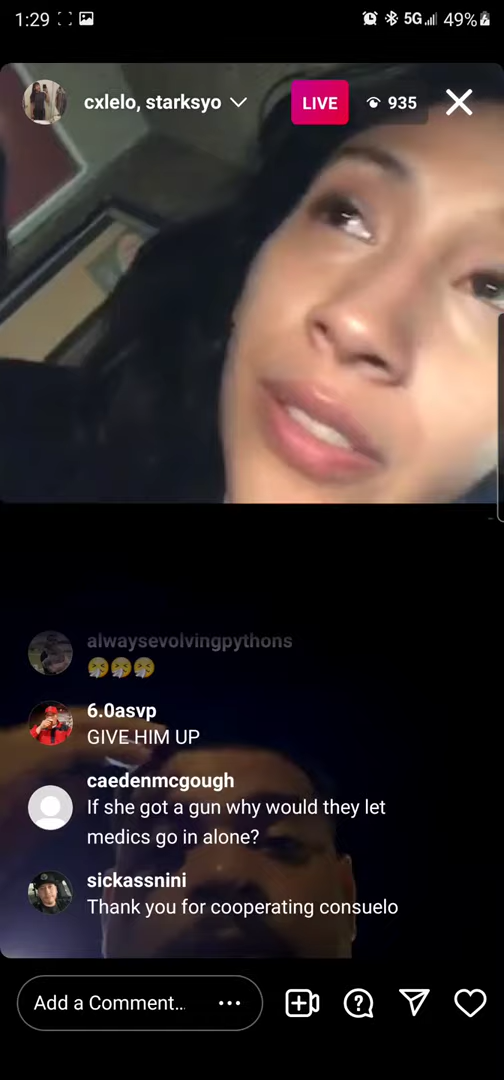 1:29
5G 49%
cxlelo, starksyo
LIVE
935
alwaysevolvingpythons
🤧🤧🤧
6.0asvp
GIVE HIM UP
caedenmcgough
If she got a gun why would they let
medics go in alone?
sickassnini
Thank you for cooperating consuelo
Add a Comment...